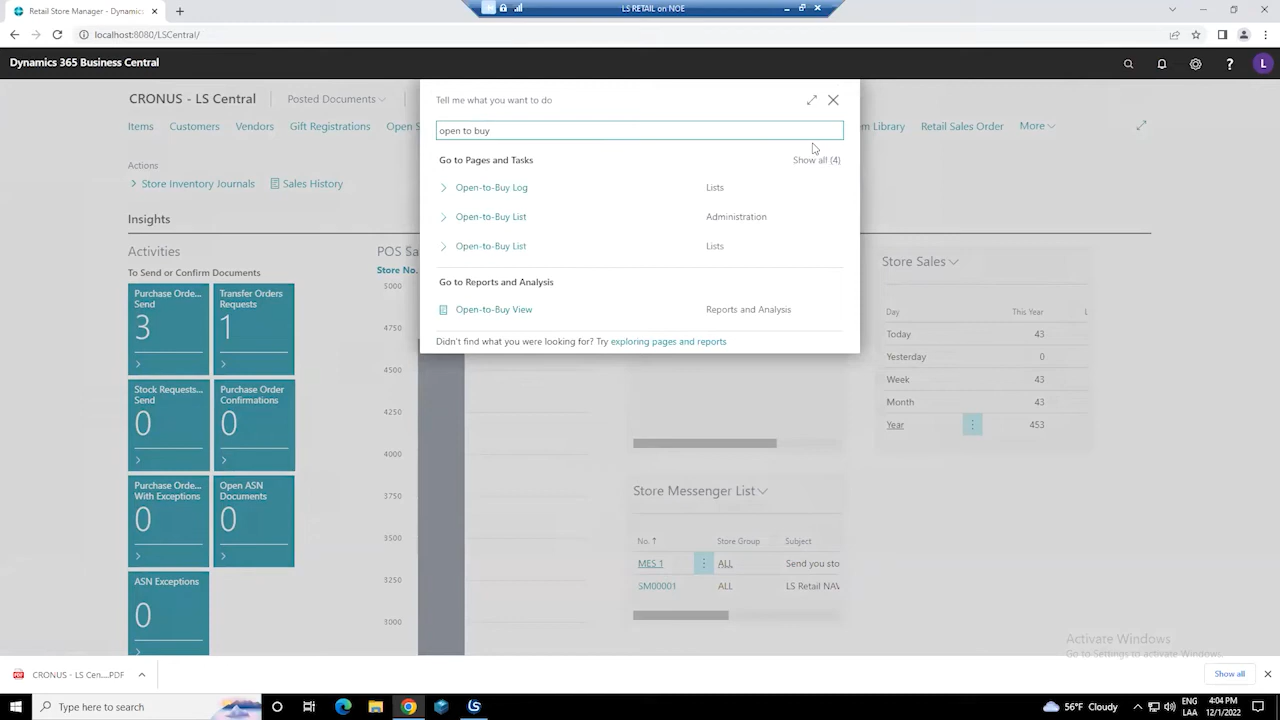 Retail Store Manager - Dynamics
LS RETAIL on NOE
localhost:8080/LSCentral/
Dynamics 365 Business Central
L
CRONUS - LS Central
Posted Documents
Tell me what you want to do
open to buy
Items
Customers
Vendors
Gift Registrations
Open S
Library
Retail Sales Order
More
Go to Pages and Tasks
Show all (4)
Open-to-Buy Log
Lists
Open-to-Buy List
Administration
Open-to-Buy List
Lists
Go to Reports and Analysis
Open-to-Buy View
Reports and Analysis
Didn't find what you were looking for? Try exploring pages and reports
Actions
Store Inventory Journals
Sales History
Insights
Activities
To Send or Confirm Documents
Purchase Orde...
Send
3
Transfer Orders
Requests
1
Stock Requests...
Send
0
Purchase Order
Confirmations
0
Purchase Orde...
With Exceptions
0
Open ASN
Documents
0
ASN Exceptions
0
POS Sa
Store No.
5000
4750
4500
4250
4000
3750
3500
3250
3000
Store Sales
Day
This Year
L
Today
43
Yesterday
0
Week
43
Month
43
Year
453
Store Messenger List
No. ↑
Store Group
Subject
MES 1
ALL
Send you sto
SM00001
ALL
LS Retail NAV
Activate Windows
Go to Settings to activate Windows.
CRONUS - LS Cen....PDF
Show all
Type here to search
56°F Cloudy
ENG
LAA
4:04 PM
12/1/2022